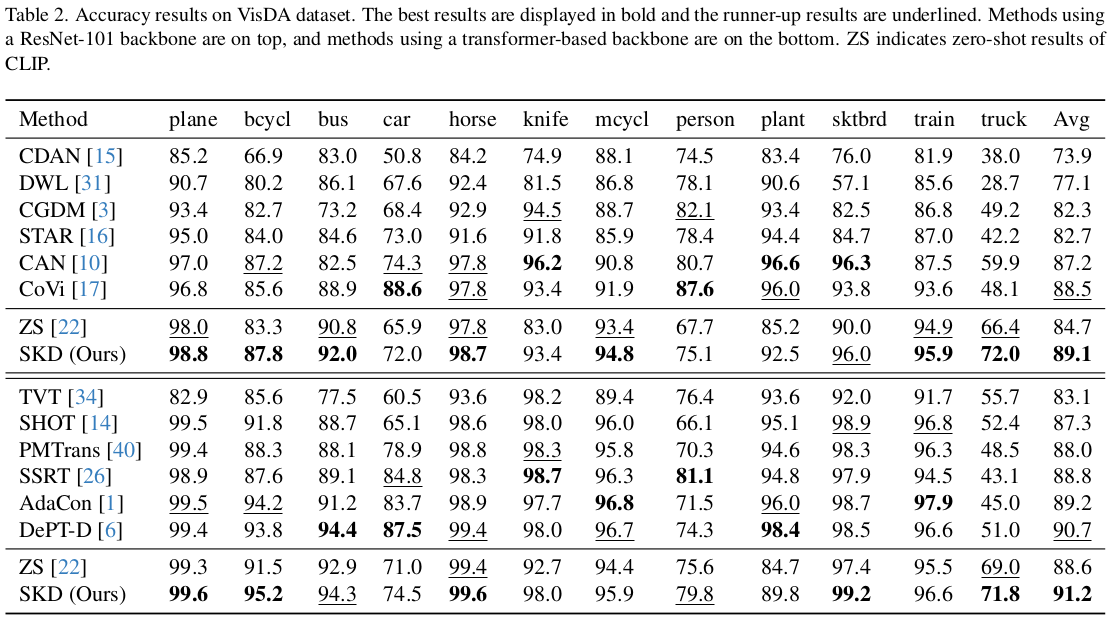 Table 2. Accuracy results on VisDA dataset. The best results are displayed in bold and the runner-up results are underlined. Methods using
a ResNet-101 backbone are on top, and methods using a transformer-based backbone are on the bottom. ZS indicates zero-shot results of
CLIP.
Method plane bcycl bus car horse knife mcycl person plant sktbrd train truck Avg
CDAN [15] 85.2 66.9 83.0 50.8 84.2 74.9 88.1 74.5 83.4 76.0 81.9 38.0 73.9
DWL [31] 90.7 80.2 86.1 67.6 92.4 81.5 86.8 78.1 90.6 57.1 85.6 28.7 77.1
CGDM [3] 93.4 82.7 73.2 68.4 92.9 94.5 88.7 82.1 93.4 82.5 86.8 49.2 82.3
STAR [16] 95.0 84.0 84.6 73.0 91.6 91.8 85.9 78.4 94.4 84.7 87.0 42.2 82.7
CAN [10] 97.0 87.2 82.5 74.3 97.8 96.2 90.8 80.7 96.6 96.3 87.5 59.9 87.2
CoVi [17] 96.8 85.6 88.9 88.6 97.8 93.4 91.9 87.6 96.0 93.8 93.6 48.1 88.5
ZS [22] 98.0 83.3 90.8 65.9 97.8 83.0 93.4 67.7 85.2 90.0 94.9 66.4 84.7
SKD (Ours) 98.8 87.8 92.0 72.0 98.7 93.4 94.8 75.1 92.5 96.0 95.9 72.0 89.1
TVT [34] 82.9 85.6 77.5 60.5 93.6 98.2 89.4 76.4 93.6 92.0 91.7 55.7 83.1
SHOT [14] 99.5 91.8 88.7 65.1 98.6 98.0 96.0 66.1 95.1 98.9 96.8 52.4 87.3
PMTrans [40] 99.4 88.3 88.1 78.9 98.8 98.3 95.8 70.3 94.6 98.3 96.3 48.5 88.0
SSRT [26] 98.9 87.6 89.1 84.8 98.3 98.7 96.3 81.1 94.8 97.9 94.5 43.1 88.8
AdaCon [1] 99.5 94.2 91.2 83.7 98.9 97.7 96.8 71.5 96.0 98.7 97.9 45.0 89.2
DePT-D [6] 99.4 93.8 94.4 87.5 99.4 98.0 96.7 74.3 98.4 98.5 96.6 51.0 90.7
ZS [22] 99.3 91.5 92.9 71.0 99.4 92.7 94.4 75.6 84.7 97.4 95.5 69.0 88.6
SKD (Ours) 99.6 95.2 94.3 74.5 99.6 98.0 95.9 79.8 89.8 99.2 96.6 71.8 91.2